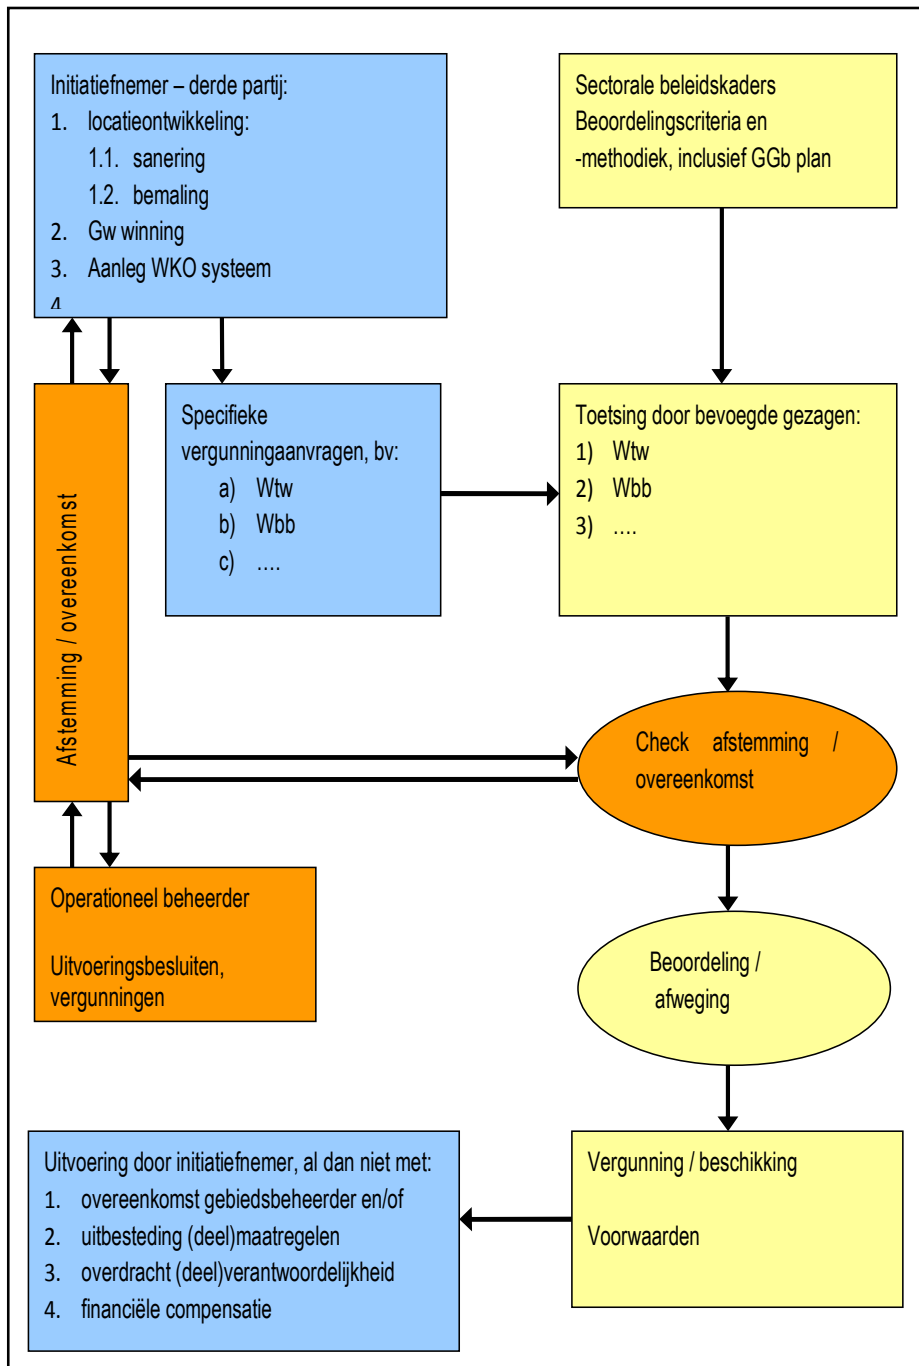 Initiatiefnemer – derde partij:
1. locatieontwikkeling:
1.1. sanering
1.2. bemaling
2. Gw winning
3. Aanleg WKO systeem
4
Sectorale beleidskaders
Beoordelingscriteria en
-methodiek, inclusief GGb plan
Afstemming / overeenkomst
Specifieke
vergunningaanvragen, bv:
a) Wtw
b) Wbb
c) ....
Toetsing door bevoegde gezagen:
1) Wtw
2) Wbb
3) ....
Check afstemming /
overeenkomst
Operationeel beheerder
Uitvoeringsbesluiten,
vergunningen
Beoordeling /
afweging
Uitvoering door initiatiefnemer, al dan niet met:
1. overeenkomst gebiedsbeheerder en/of
2. uitbesteding (deel)maatregelen
3. overdracht (deel)verantwoordelijkheid
4. financiële compensatie
Vergunning / beschikking
Voorwaarden